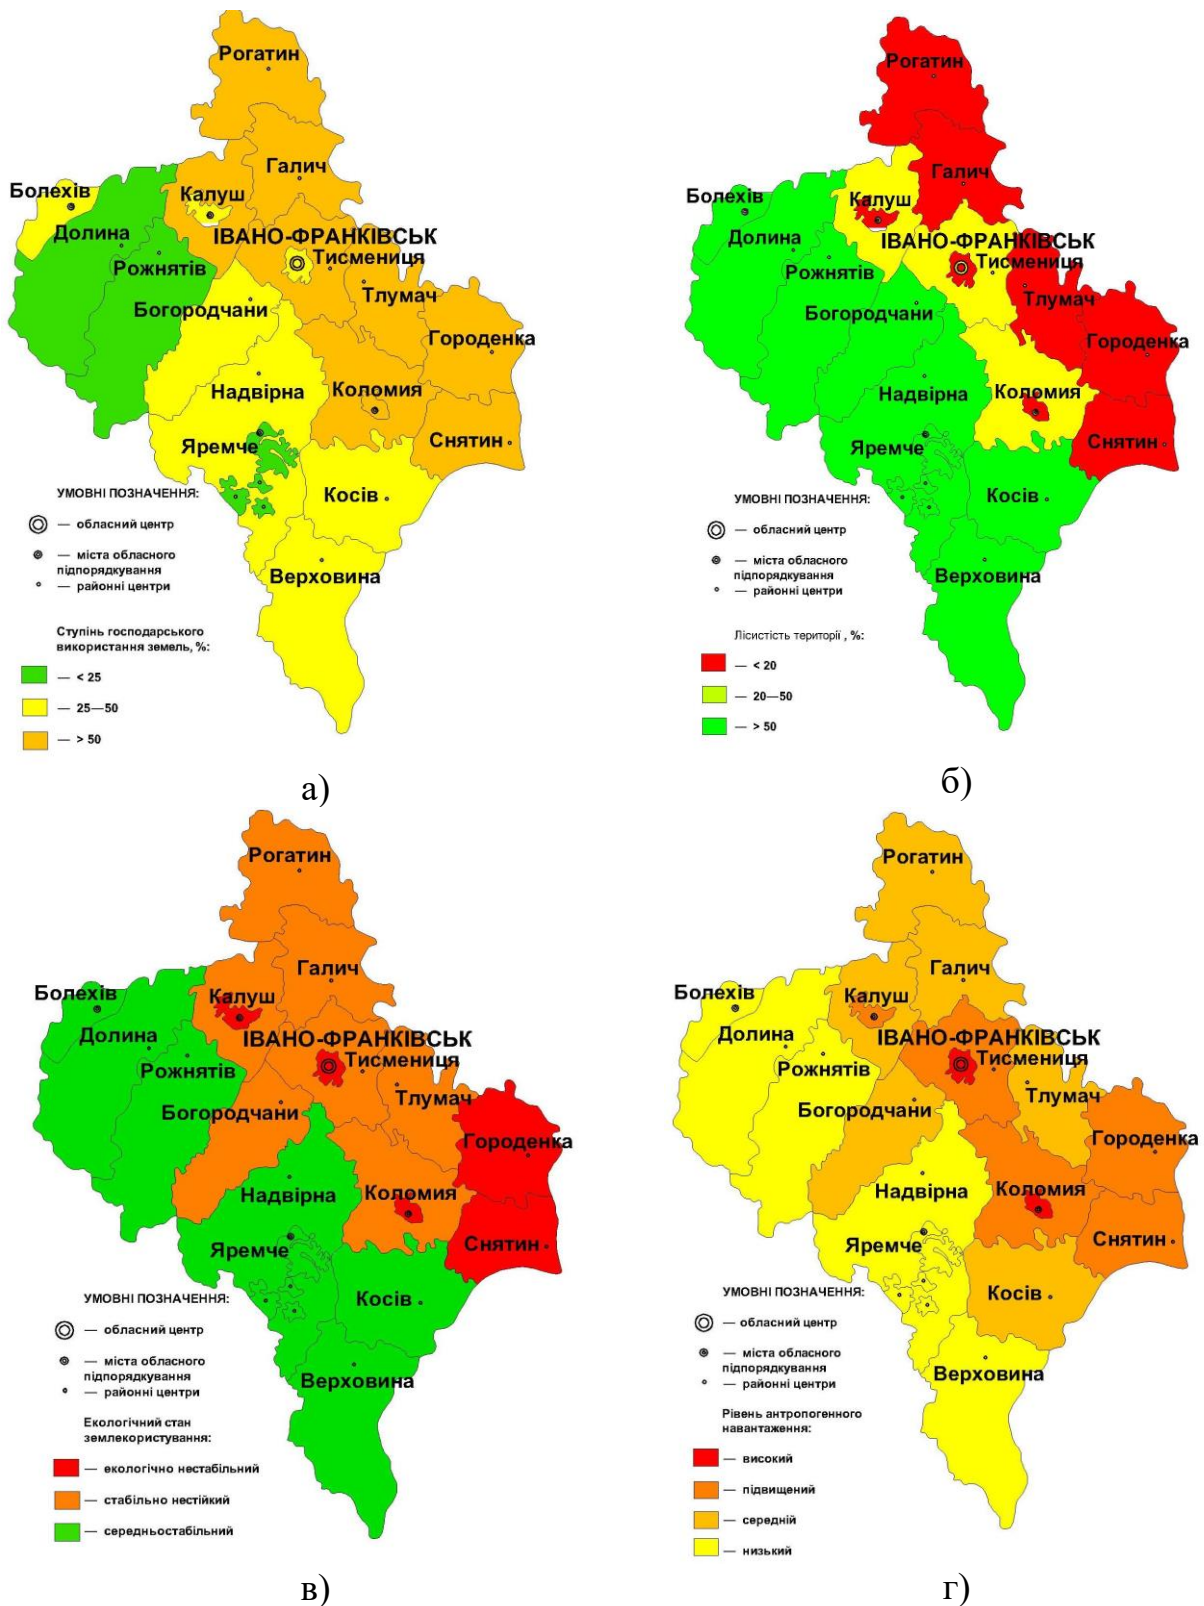 Рогатин
Галич
Болехів
Калуш
Долина
ІВАНО-ФРАНКІВСЬК
Тисмениця
Рожнятів
Тлумач
Богородчани
Городенка
Надвірна
Коломия
Яремче
Снятин
Косів
Верховина
УМОВНІ ПОЗНАЧЕННЯ:
— обласний центр
— міста обласного
підпорядкування
— районні центри
Ступінь господарського
використання земель, %:
— < 25
— 25—50
— > 50
а)
Рогатин
Галич
Болехів
Калуш
Долина
ІВАНО-ФРАНКІВСЬК
Тисмениця
Рожнятів
Тлумач
Богородчани
Городенка
Надвірна
Коломия
Яремче
Снятин
Косів
Верховина
УМОВНІ ПОЗНАЧЕННЯ:
— обласний центр
— міста обласного
підпорядкування
— районні центри
Лісистість території , %:
— < 20
— 20—50
— > 50
б)
Рогатин
Галич
Болехів
Калуш
Долина
ІВАНО-ФРАНКІВСЬК
Тисмениця
Рожнятів
Тлумач
Богородчани
Городенка
Надвірна
Коломия
Яремче
Снятин
Косів
Верховина
УМОВНІ ПОЗНАЧЕННЯ:
— обласний центр
— міста обласного
підпорядкування
— районні центри
Екологічний стан
землекористування:
— екологічно нестабільний
— стабільно нестійкий
— середньостабільний
в)
Рогатин
Галич
Болехів
Калуш
Долина
ІВАНО-ФРАНКІВСЬК
Тисмениця
Рожнятів
Тлумач
Богородчани
Городенка
Надвірна
Коломия
Яремче
Снятин
Косів
Верховина
УМОВНІ ПОЗНАЧЕННЯ:
— обласний центр
— міста обласного
підпорядкування
— районні центри
Рівень антропогенного
навантаження:
— високий
— підвищений
— середній
— низький
г)